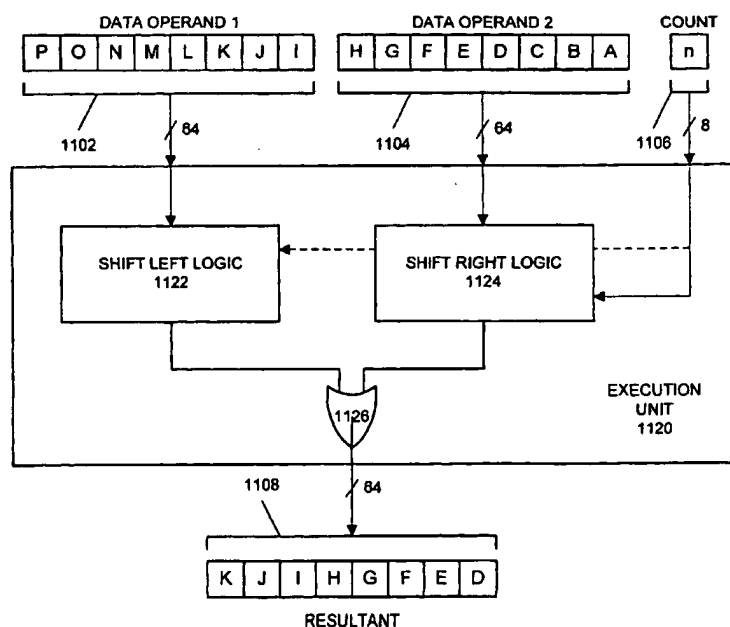 DATA OPERAND 1 DATA OPERAND 2 COUNT
P O N M L K J I H G F E D C B A n
1102 64 1104 64 1106 8
SHIFT LEFT LOGIC
1122
SHIFT RIGHT LOGIC
1124
1126
EXECUTION
UNIT
1120
1108 64
K J I H G F E D
RESULTANT